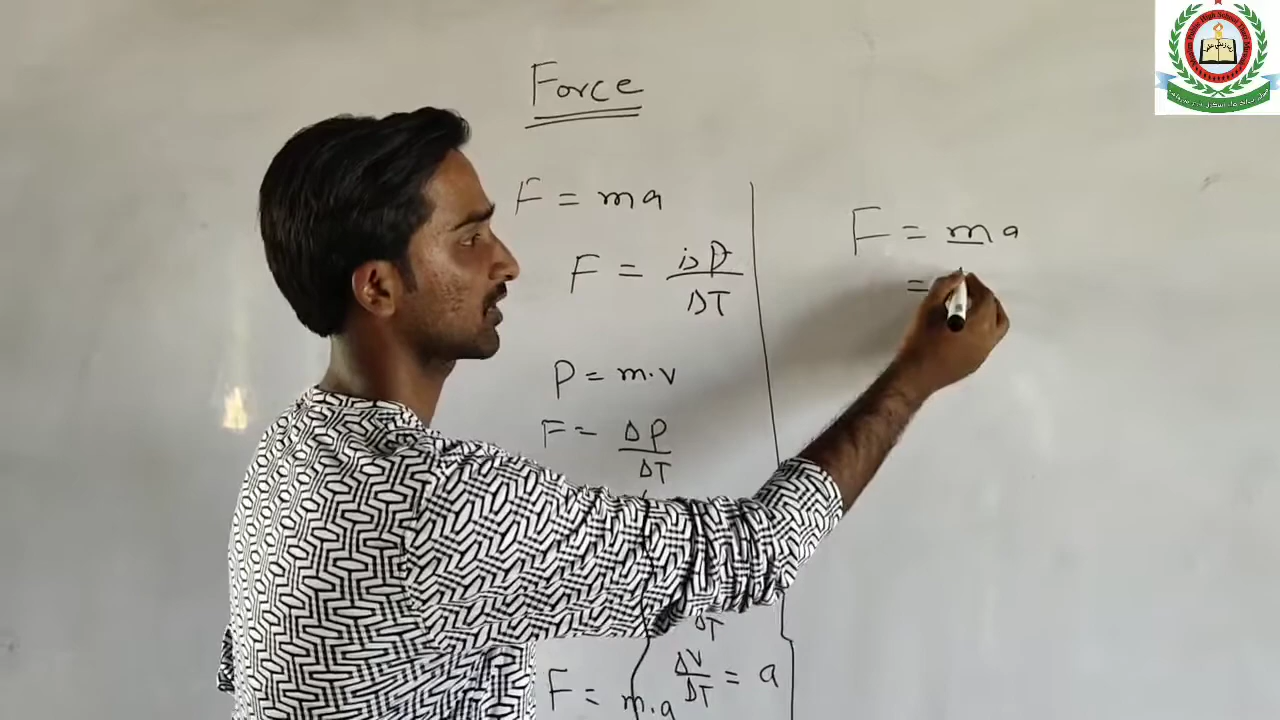 Force
F = ma
F = ΔP
ΔT
P = m.v
F = ΔP
ΔT
ΔT
ΔV
ΔT = a
F = m.a
F = ma
=